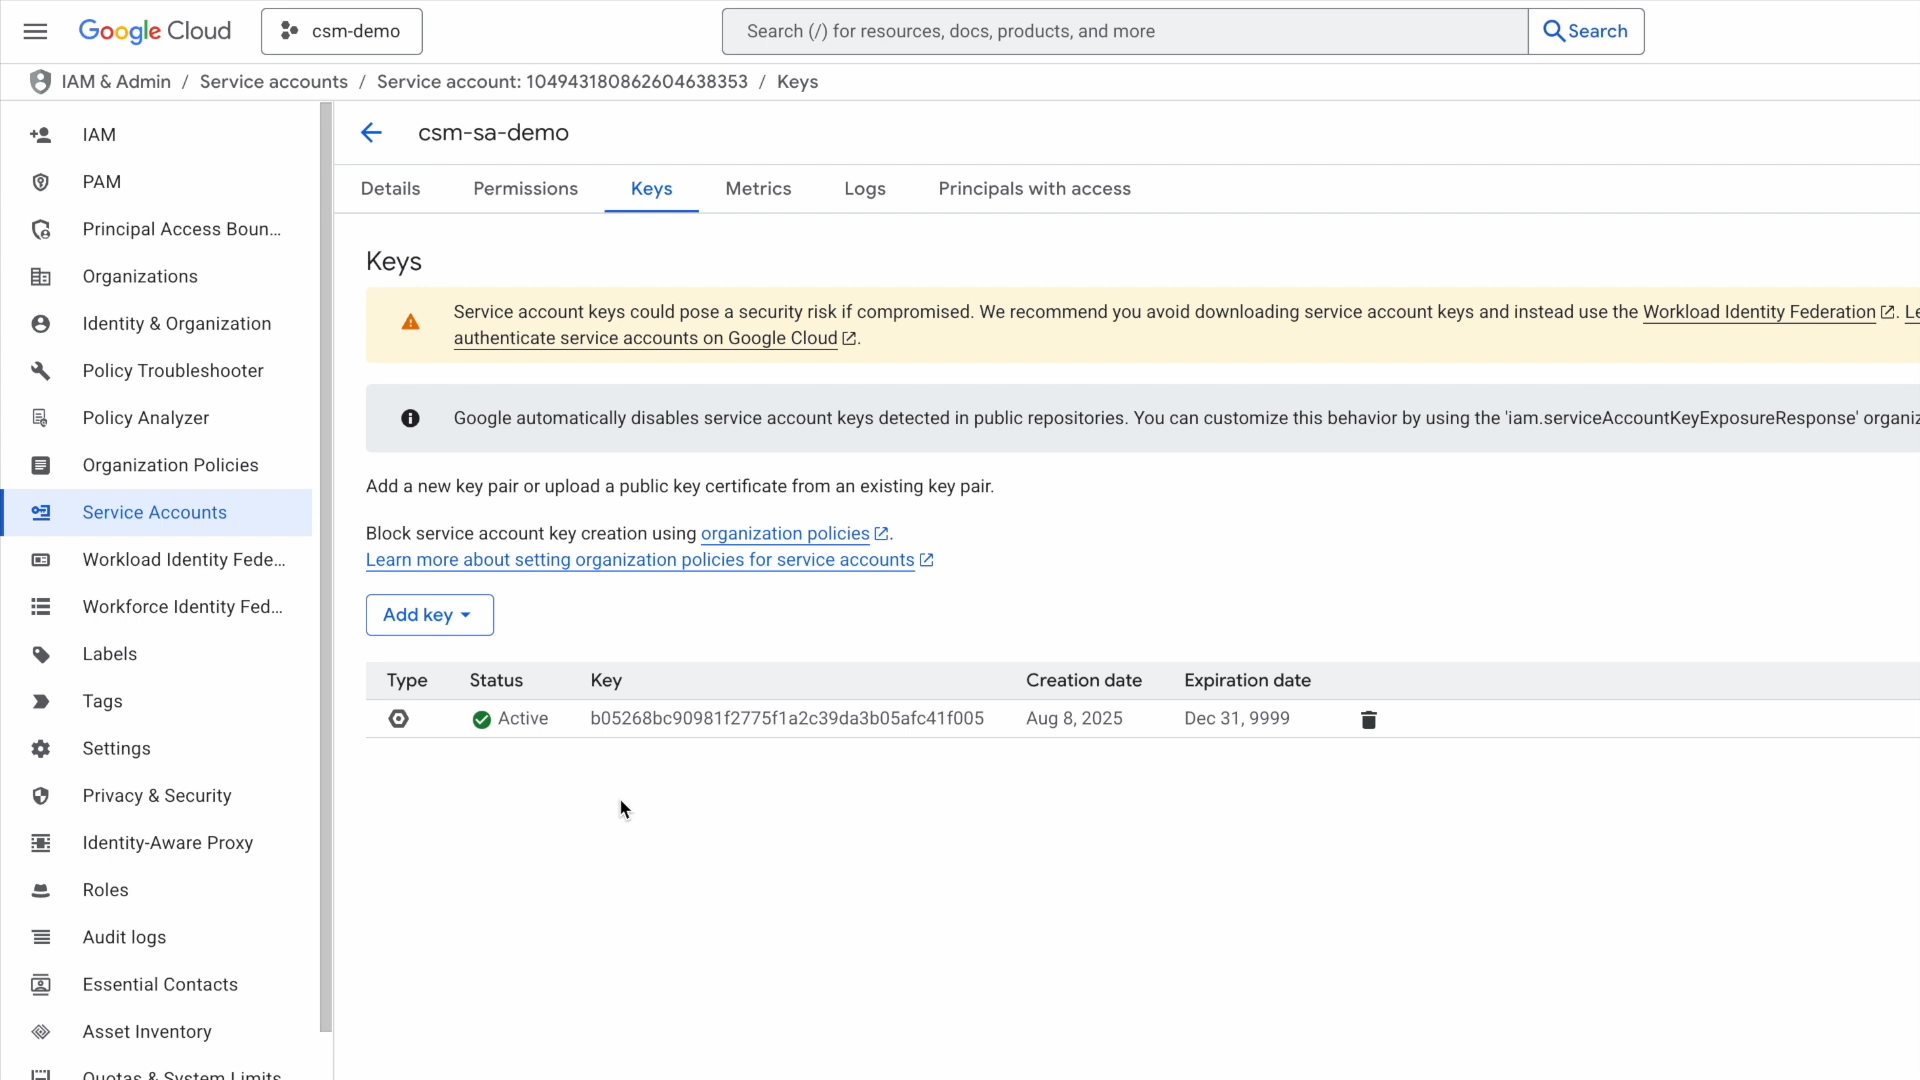 Google Cloud
csm-demo
Search (/) for resources, docs, products, and more
Search
IAM & Admin / Service accounts / Service account: 104943180862604638353 / Keys
IAM
PAM
Principal Access Boun...
Organizations
Identity & Organization
Policy Troubleshooter
Policy Analyzer
Organization Policies
Service Accounts
Workload Identity Fede...
Workforce Identity Fed...
Labels
Tags
Settings
Privacy & Security
Identity-Aware Proxy
Roles
Audit logs
Essential Contacts
Asset Inventory
Quotas & System Limits
csm-sa-demo
Details Permissions Keys Metrics Logs Principals with access
Keys
Service account keys could pose a security risk if compromised. We recommend you avoid downloading service account keys and instead use the Workload Identity Federation. Le
authenticate service accounts on Google Cloud.
Google automatically disables service account keys detected in public repositories. You can customize this behavior by using the 'iam.serviceAccountKeyExposureResponse' organiz
Add a new key pair or upload a public key certificate from an existing key pair.
Block service account key creation using organization policies.
Learn more about setting organization policies for service accounts
Add key
Type Status Key Creation date Expiration date
Active b05268bc90981f2775f1a2c39da3b05afc41f005 Aug 8, 2025 Dec 31, 9999